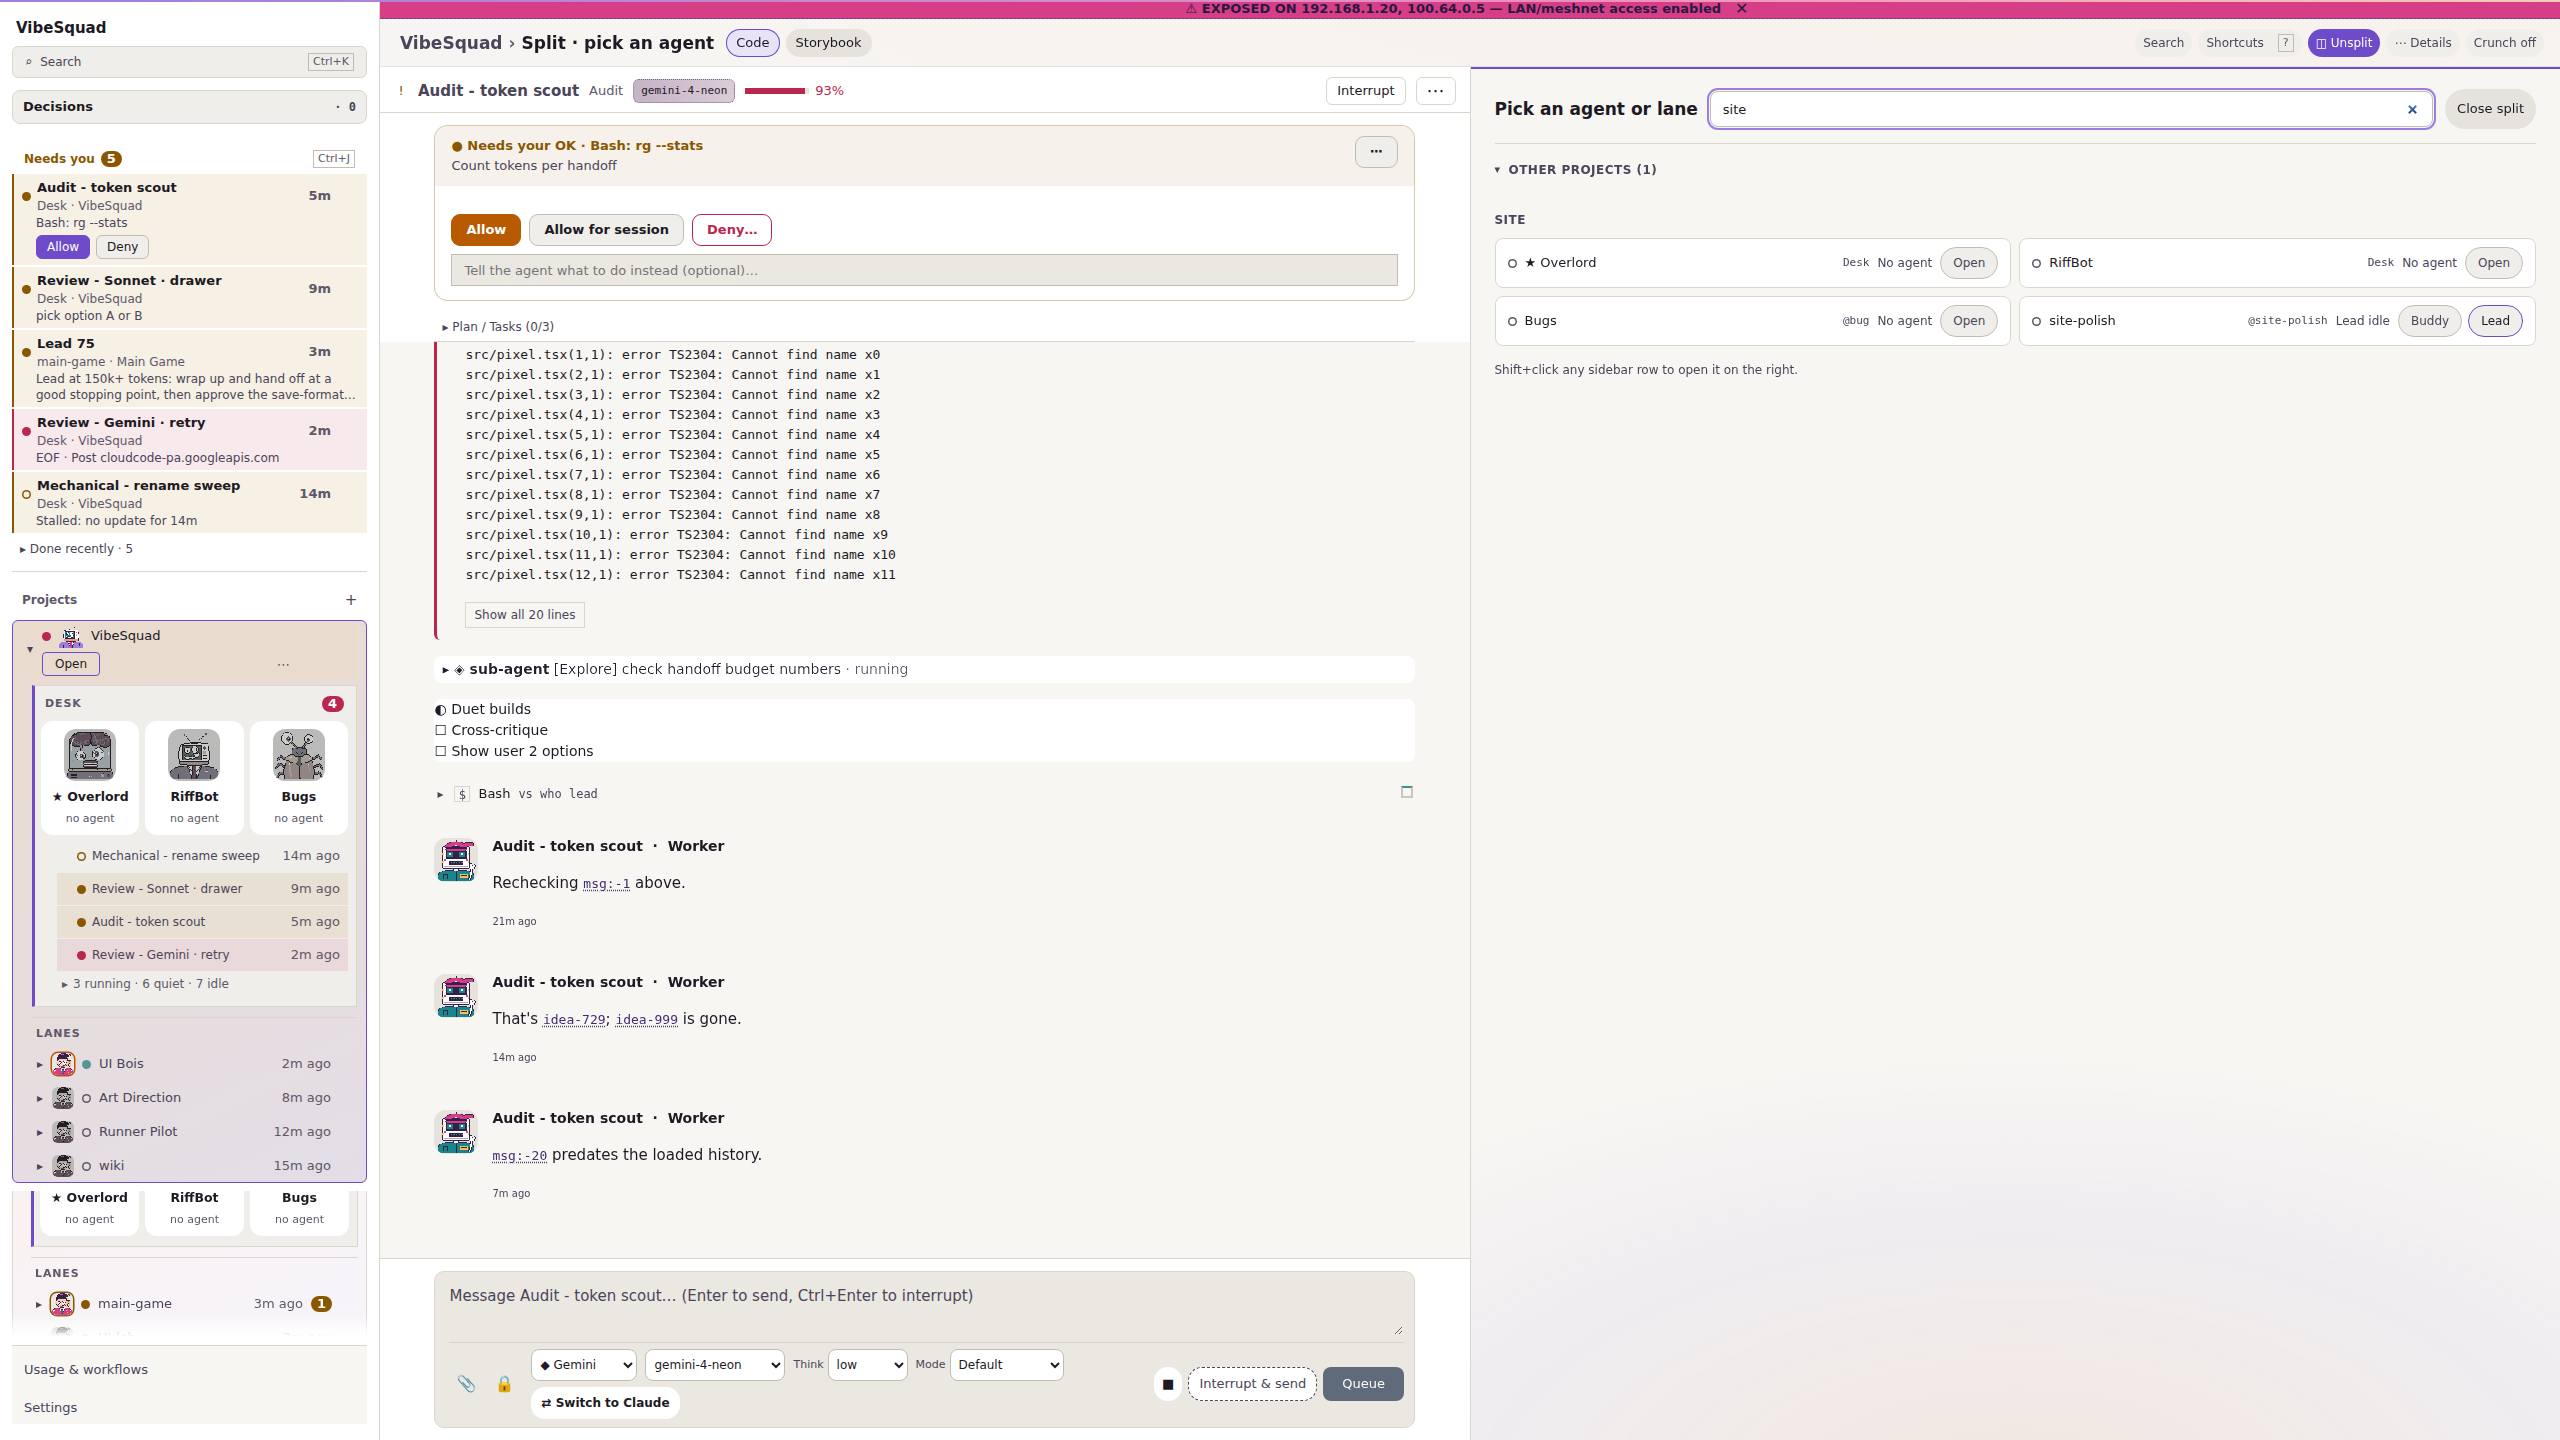 VibeSquad
Search Ctrl+K
Decisions · 0
Needs you 5 Ctrl+J
Audit - token scout 5m
Desk · VibeSquad
Bash: rg --stats
Allow Deny
Review - Sonnet · drawer 9m
Desk · VibeSquad
pick option A or B
Lead 75 3m
main-game · Main Game
Lead at 150k+ tokens: wrap up and hand off at a
good stopping point, then approve the save-format…
Review - Gemini · retry 2m
Desk · VibeSquad
EOF · Post cloudcode-pa.googleapis.com
Mechanical - rename sweep 14m
Desk · VibeSquad
Stalled: no update for 14m
▸ Done recently · 5
Projects +
▾ VibeSquad
Open ⋯
DESK 4
★ Overlord RiffBot Bugs
no agent no agent no agent
Mechanical - rename sweep 14m ago
Review - Sonnet · drawer 9m ago
Audit - token scout 5m ago
Review - Gemini · retry 2m ago
▸ 3 running · 6 quiet · 7 idle
LANES
▸ UI Bois 2m ago
▸ Art Direction 8m ago
▸ Runner Pilot 12m ago
▸ wiki 15m ago
★ Overlord RiffBot Bugs
no agent no agent no agent
LANES
▸ main-game 3m ago 1
Usage & workflows
Settings
⚠ EXPOSED ON 192.168.1.20, 100.64.0.5 — LAN/meshnet access enabled ✕
VibeSquad › Split · pick an agent Code Storybook
Search Shortcuts ? ◫ Unsplit ⋯ Details Crunch off
! Audit - token scout Audit gemini-4-neon 93% Interrupt ⋯
● Needs your OK · Bash: rg --stats ⋯
Count tokens per handoff
Allow Allow for session Deny…
Tell the agent what to do instead (optional)…
▸ Plan / Tasks (0/3)
src/pixel.tsx(1,1): error TS2304: Cannot find name x0
src/pixel.tsx(2,1): error TS2304: Cannot find name x1
src/pixel.tsx(3,1): error TS2304: Cannot find name x2
src/pixel.tsx(4,1): error TS2304: Cannot find name x3
src/pixel.tsx(5,1): error TS2304: Cannot find name x4
src/pixel.tsx(6,1): error TS2304: Cannot find name x5
src/pixel.tsx(7,1): error TS2304: Cannot find name x6
src/pixel.tsx(8,1): error TS2304: Cannot find name x7
src/pixel.tsx(9,1): error TS2304: Cannot find name x8
src/pixel.tsx(10,1): error TS2304: Cannot find name x9
src/pixel.tsx(11,1): error TS2304: Cannot find name x10
src/pixel.tsx(12,1): error TS2304: Cannot find name x11
Show all 20 lines
▸ ◈ sub-agent [Explore] check handoff budget numbers · running
◐ Duet builds
☐ Cross-critique
☐ Show user 2 options
▸ $ Bash vs who lead
Audit - token scout · Worker
Rechecking msg:-1 above.
21m ago
Audit - token scout · Worker
That's idea-729; idea-999 is gone.
14m ago
Audit - token scout · Worker
msg:-20 predates the loaded history.
7m ago
Message Audit - token scout… (Enter to send, Ctrl+Enter to interrupt)
◆ Gemini gemini-4-neon Think low Mode Default
⇄ Switch to Claude
■ Interrupt & send Queue
Pick an agent or lane site × Close split
▾ OTHER PROJECTS (1)
SITE
★ Overlord Desk No agent Open
RiffBot Desk No agent Open
Bugs @bug No agent Open
site-polish @site-polish Lead idle Buddy Lead
Shift+click any sidebar row to open it on the right.